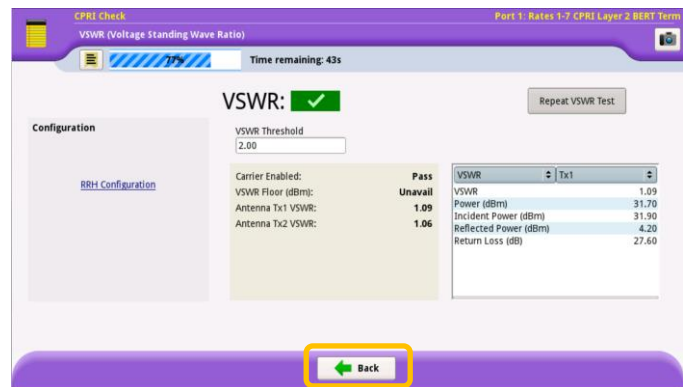 CPRI Check
Port 1: Rates 1-7 CPRI Layer 2 BERT Term
VSWR (Voltage Standing Wave Ratio)
77%
Time remaining: 43s
VSWR:
Repeat VSWR Test
Configuration
RRH Configuration
VSWR Threshold
2.00
Carrier Enabled: Pass
VSWR Floor (dBm): Unavail
Antenna Tx1 VSWR: 1.09
Antenna Tx2 VSWR: 1.06
VSWR Tx1
VSWR 1.09
Power (dBm) 31.70
Incident Power (dBm) 31.90
Reflected Power (dBm) 4.20
Return Loss (dB) 27.60
Back